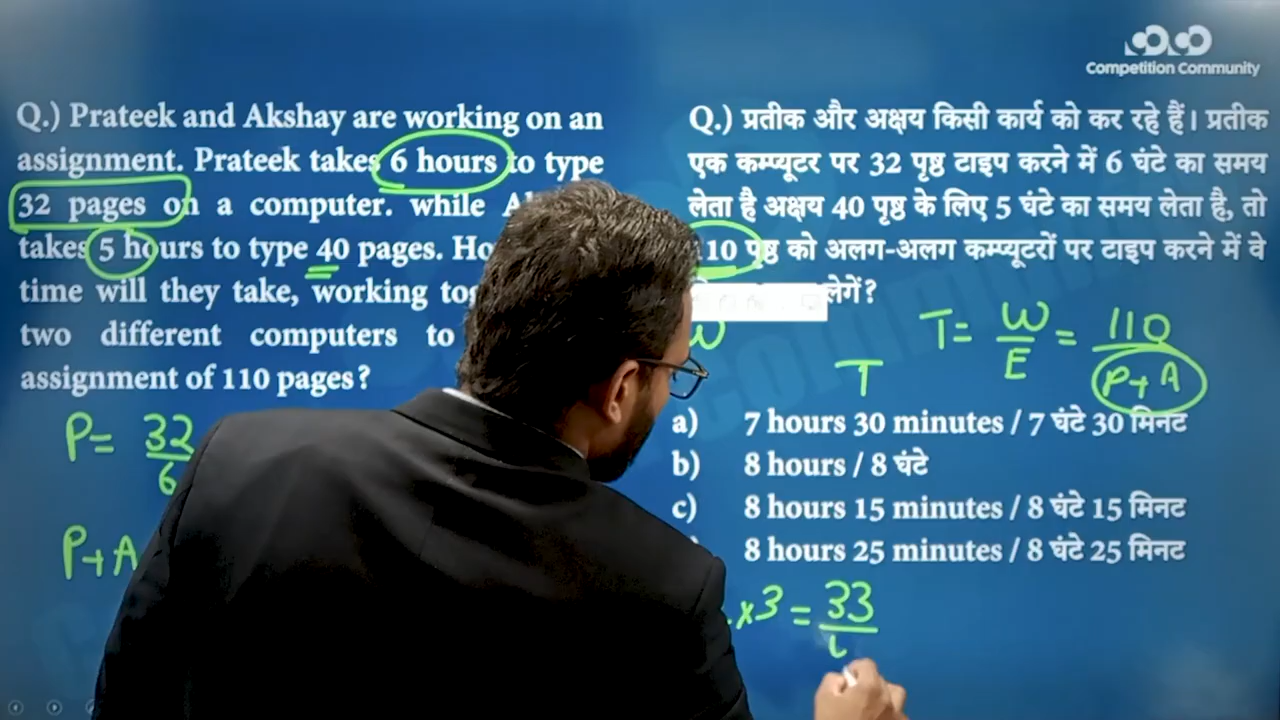 Competition Community
Q.) Prateek and Akshay are working on an
assignment. Prateek takes 6 hours to type
32 pages on a computer. while
takes 5 hours to type 40 pages.
time will they take, working
two different computers to
assignment of 110 pages?
P= 32
6
P+A
Q.) प्रतीक और अक्षय किसी कार्य को कर रहे हैं। प्रतीक
एक कम्प्यूटर पर 32 पृष्ठ टाइप करने में 6 घंटे का समय
लेता है अक्षय 40 पृष्ठ के लिए 5 घंटे का समय लेता है, तो
110 पृष्ठ को अलग-अलग कम्प्यूटरों पर टाइप करने में वे
लेगें?
W
T
T= W/E = 110/P+A
a) 7 hours 30 minutes / 7 घंटे 30 मिनट
b) 8 hours / 8 घंटे
c) 8 hours 15 minutes / 8 घंटे 15 मिनट
8 hours 25 minutes / 8 घंटे 25 मिनट
×3 = 33